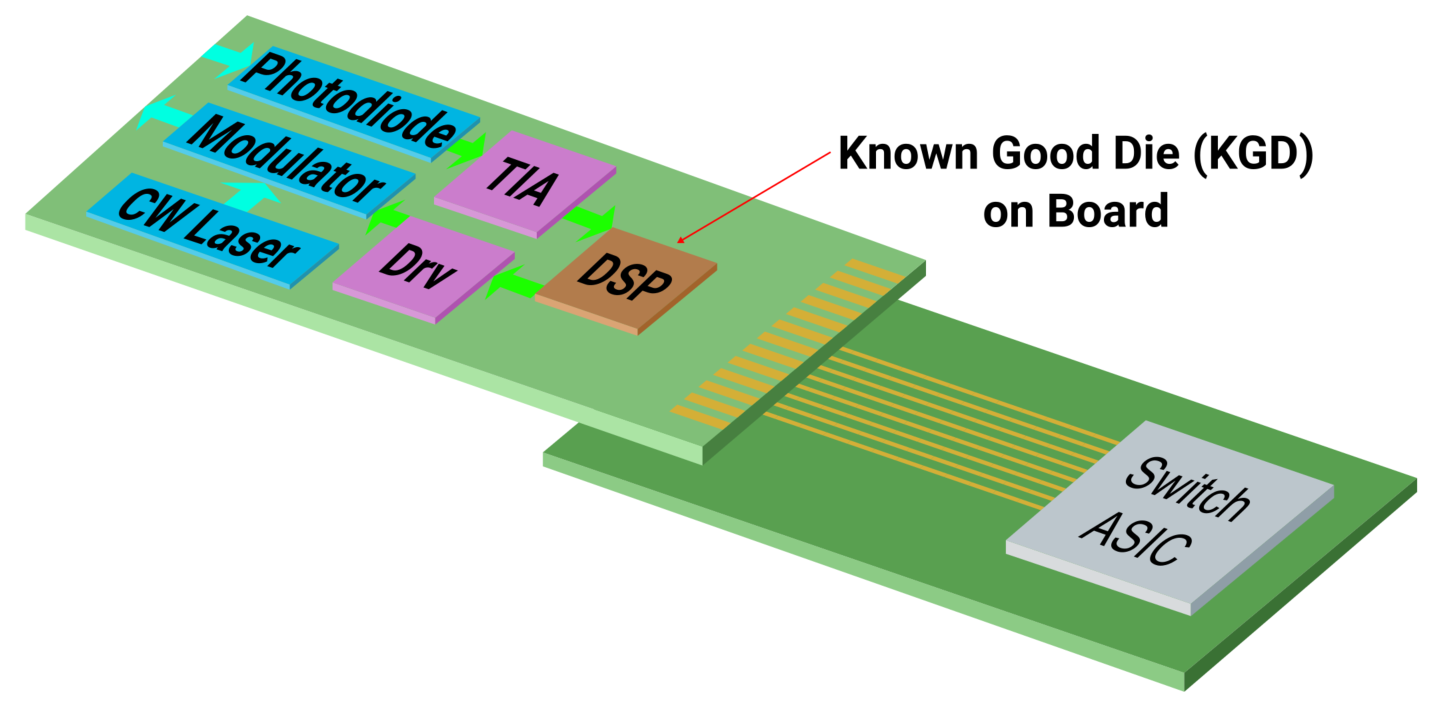 Photodiode
Modulator
CW Laser
TIA
Drv
DSP
Known Good Die (KGD)
on Board
Switch
ASIC